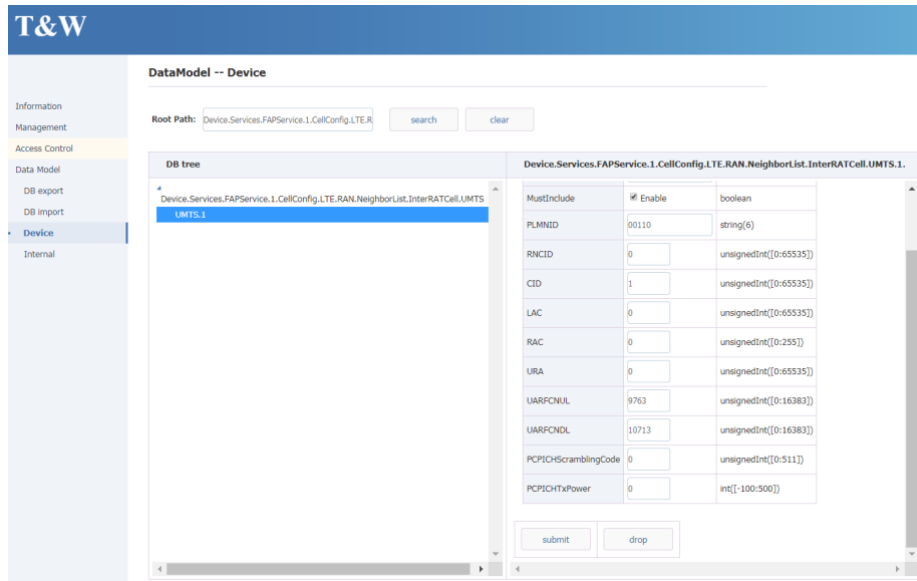 T&W
DataModel -- Device
Information
Management
Access Control
Data Model
DB export
DB import
Device
Internal
Root Path: Device.Services.FAPService.1.CellConfig.LTE.R search clear
DB tree
Device.Services.FAPService.1.CellConfig.LTE.RAN.NeighborList.InterRATCell.UMTS
UMTS.1
Device.Services.FAPService.1.CellConfig.LTE.RAN.NeighborList.InterRATCell.UMTS.1.
MustInclude Enable boolean
PLMNID 00110 string(6)
RNCID 0 unsignedInt([0:65535])
CID 1 unsignedInt([0:65535])
LAC 0 unsignedInt([0:65535])
RAC 0 unsignedInt([0:255])
URA 0 unsignedInt([0:65535])
UARFCNUL 9763 unsignedInt([0:16383])
UARFCNDL 10713 unsignedInt([0:16383])
PCPICHScramblingCode 0 unsignedInt([0:511])
PCPICHTxPower 0 int([-100:500])
submit drop